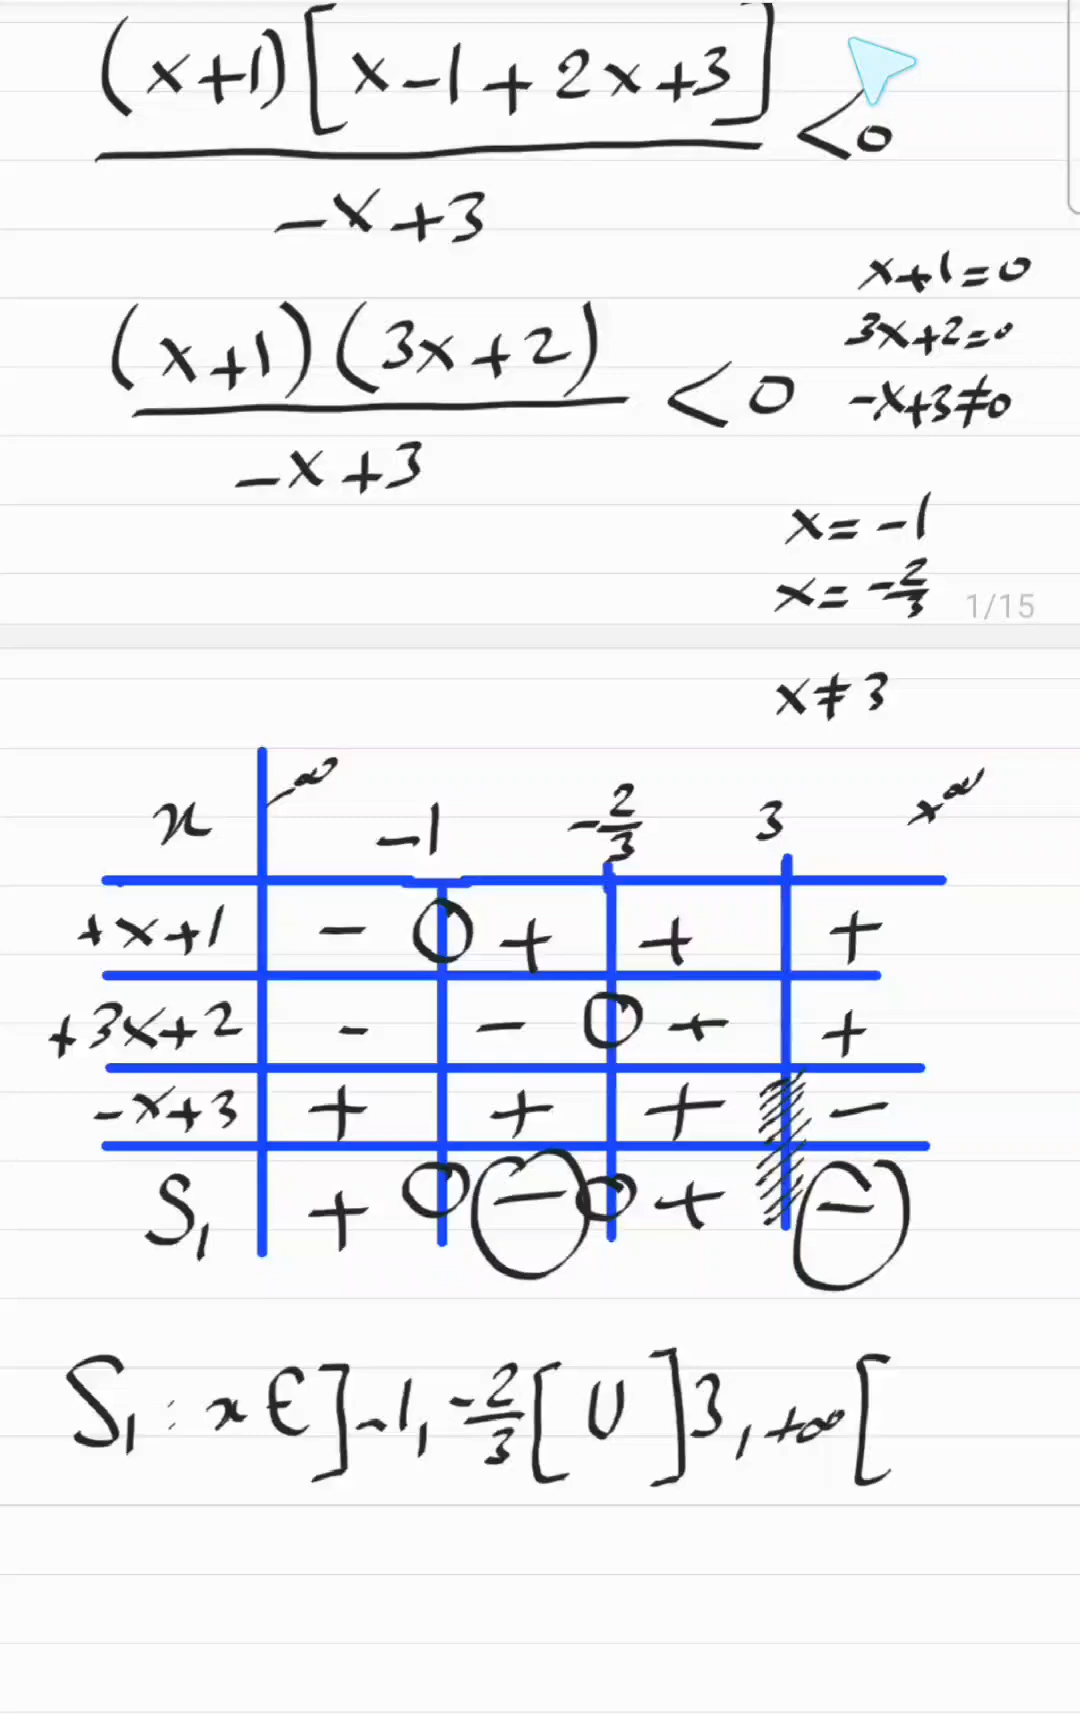 (x+1)[x-1+2x+3]
-x+3
<0
x+1=0
3x+2=0
-x+3≠0
(x+1)(3x+2)
-x+3
<0
x=-1
x=-2/3
1/15
x≠3
x -∞ -1 -2/3 3 +∞
+x+1 - 0 + + +
+3x+2 - - 0 + +
-x+3 + + + -
S₁ + 0 - 0 + -
S₁: x∈]-1,-2/3[ ∪ ]3,+∞[